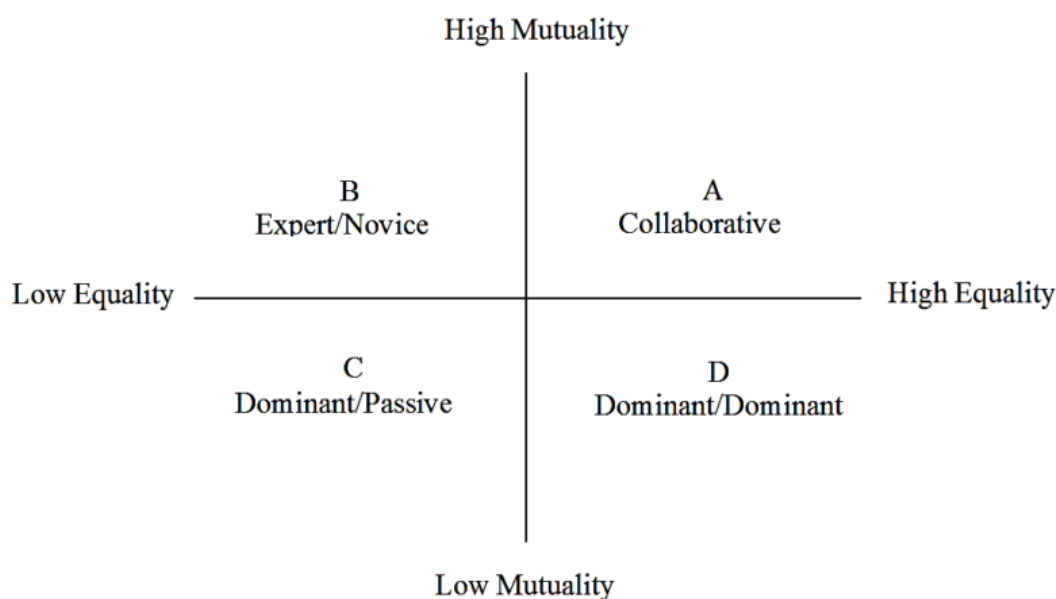 High Mutuality
B
Expert/Novice
A
Collaborative
Low Equality
High Equality
C
Dominant/Passive
D
Dominant/Dominant
Low Mutuality